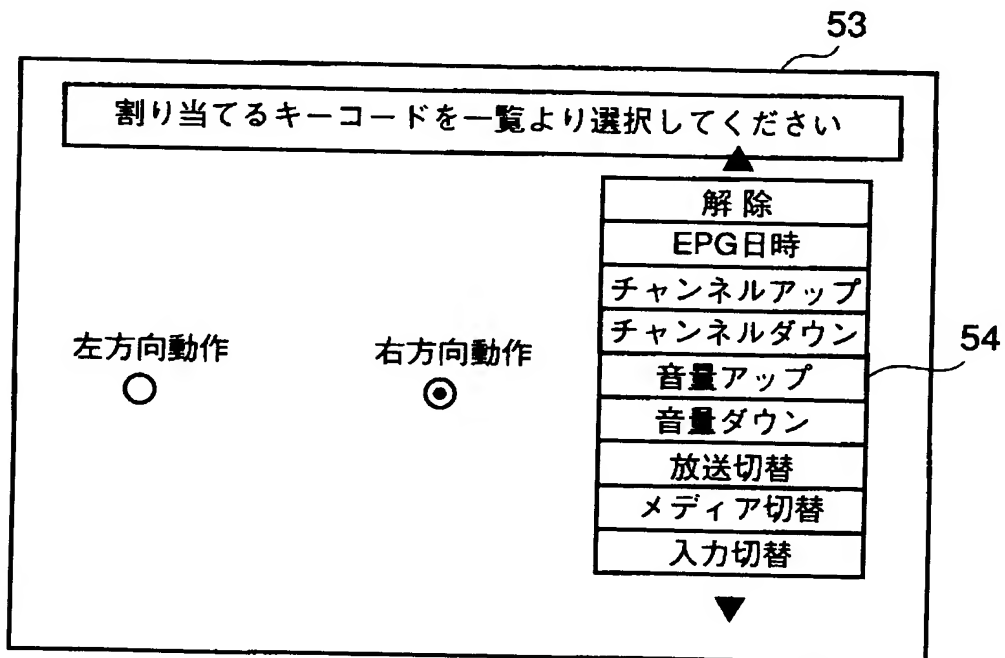 53
割り当てるキーコードを一覧より選択してください
▲
解除
EPG日時
チャンネルアップ
チャンネルダウン
左方向動作
右方向動作
音量アップ
54
音量ダウン
放送切替
メディア切替
入力切替
▼